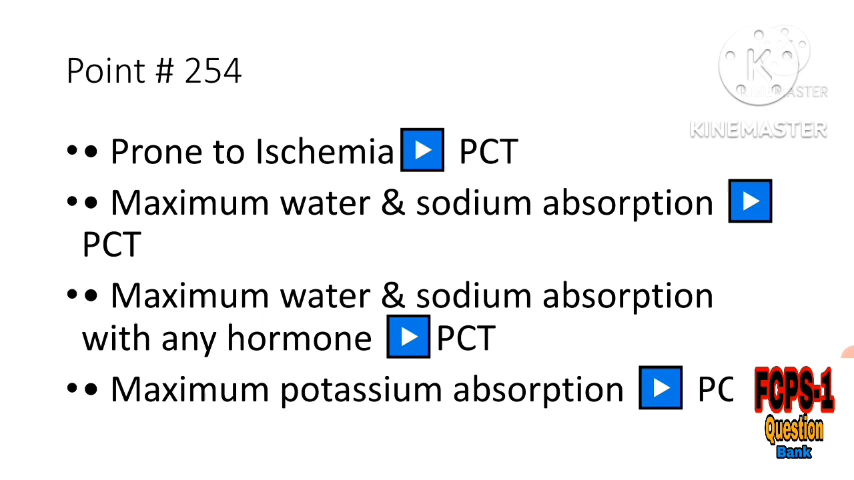 Point # 254
KINEMASTER
KINEMASTER
•• Prone to Ischemia ▶ PCT
•• Maximum water & sodium absorption ▶
PCT
•• Maximum water & sodium absorption
with any hormone ▶ PCT
•• Maximum potassium absorption ▶ PC
FCPS-1
Question
Bank